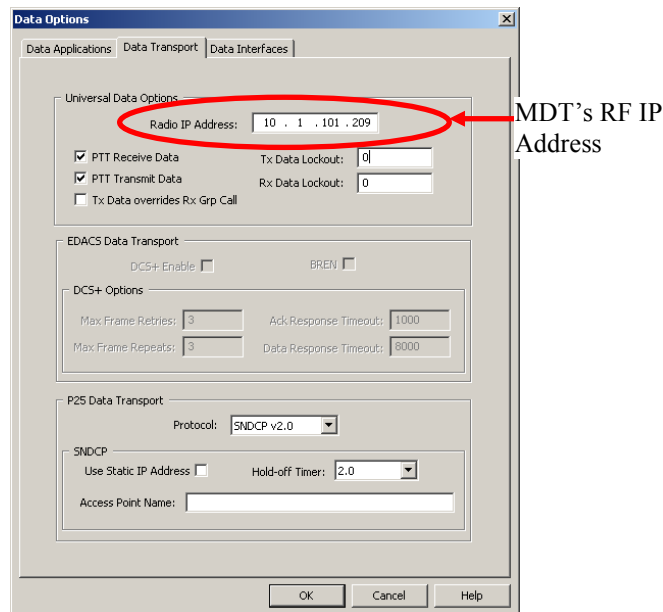 Data Options
Data Applications Data Transport Data Interfaces
Universal Data Options
Radio IP Address: 10 . 1 . 101 . 209
MDT's RF IP
Address
PTT Receive Data Tx Data Lockout: 0
PTT Transmit Data Rx Data Lockout: 0
Tx Data overrides Rx Grp Call
EDACS Data Transport
DCS+ Enable BREN
DCS+ Options
Max Frame Retries: 3 Ack Response Timeout: 1000
Max Frame Repeats: 3 Data Response Timeout: 8000
P25 Data Transport
Protocol: SNDCP v2.0
SNDCP
Use Static IP Address Hold-off Timer: 2.0
Access Point Name:
OK Cancel Help